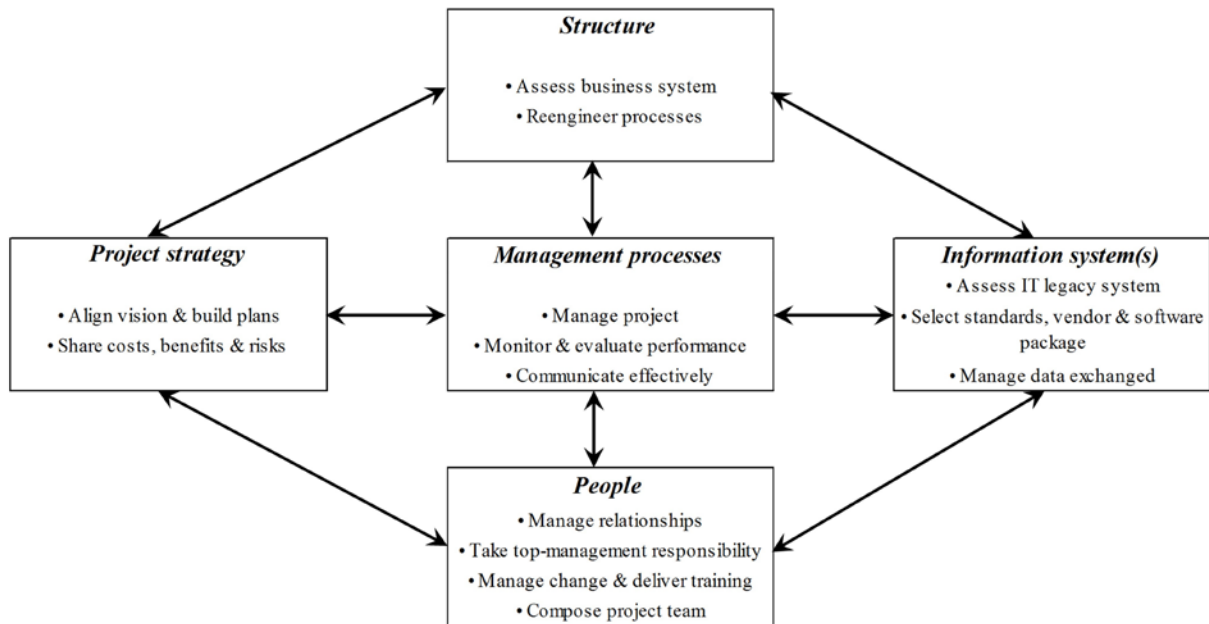 Structure
• Assess business system
• Reengineer processes
Project strategy
• Align vision & build plans
• Share costs, benefits & risks
Management processes
• Manage project
• Monitor & evaluate performance
• Communicate effectively
Information system(s)
• Assess IT legacy system
• Select standards, vendor & software
package
• Manage data exchanged
People
• Manage relationships
• Take top-management responsibility
• Manage change & deliver training
• Compose project team